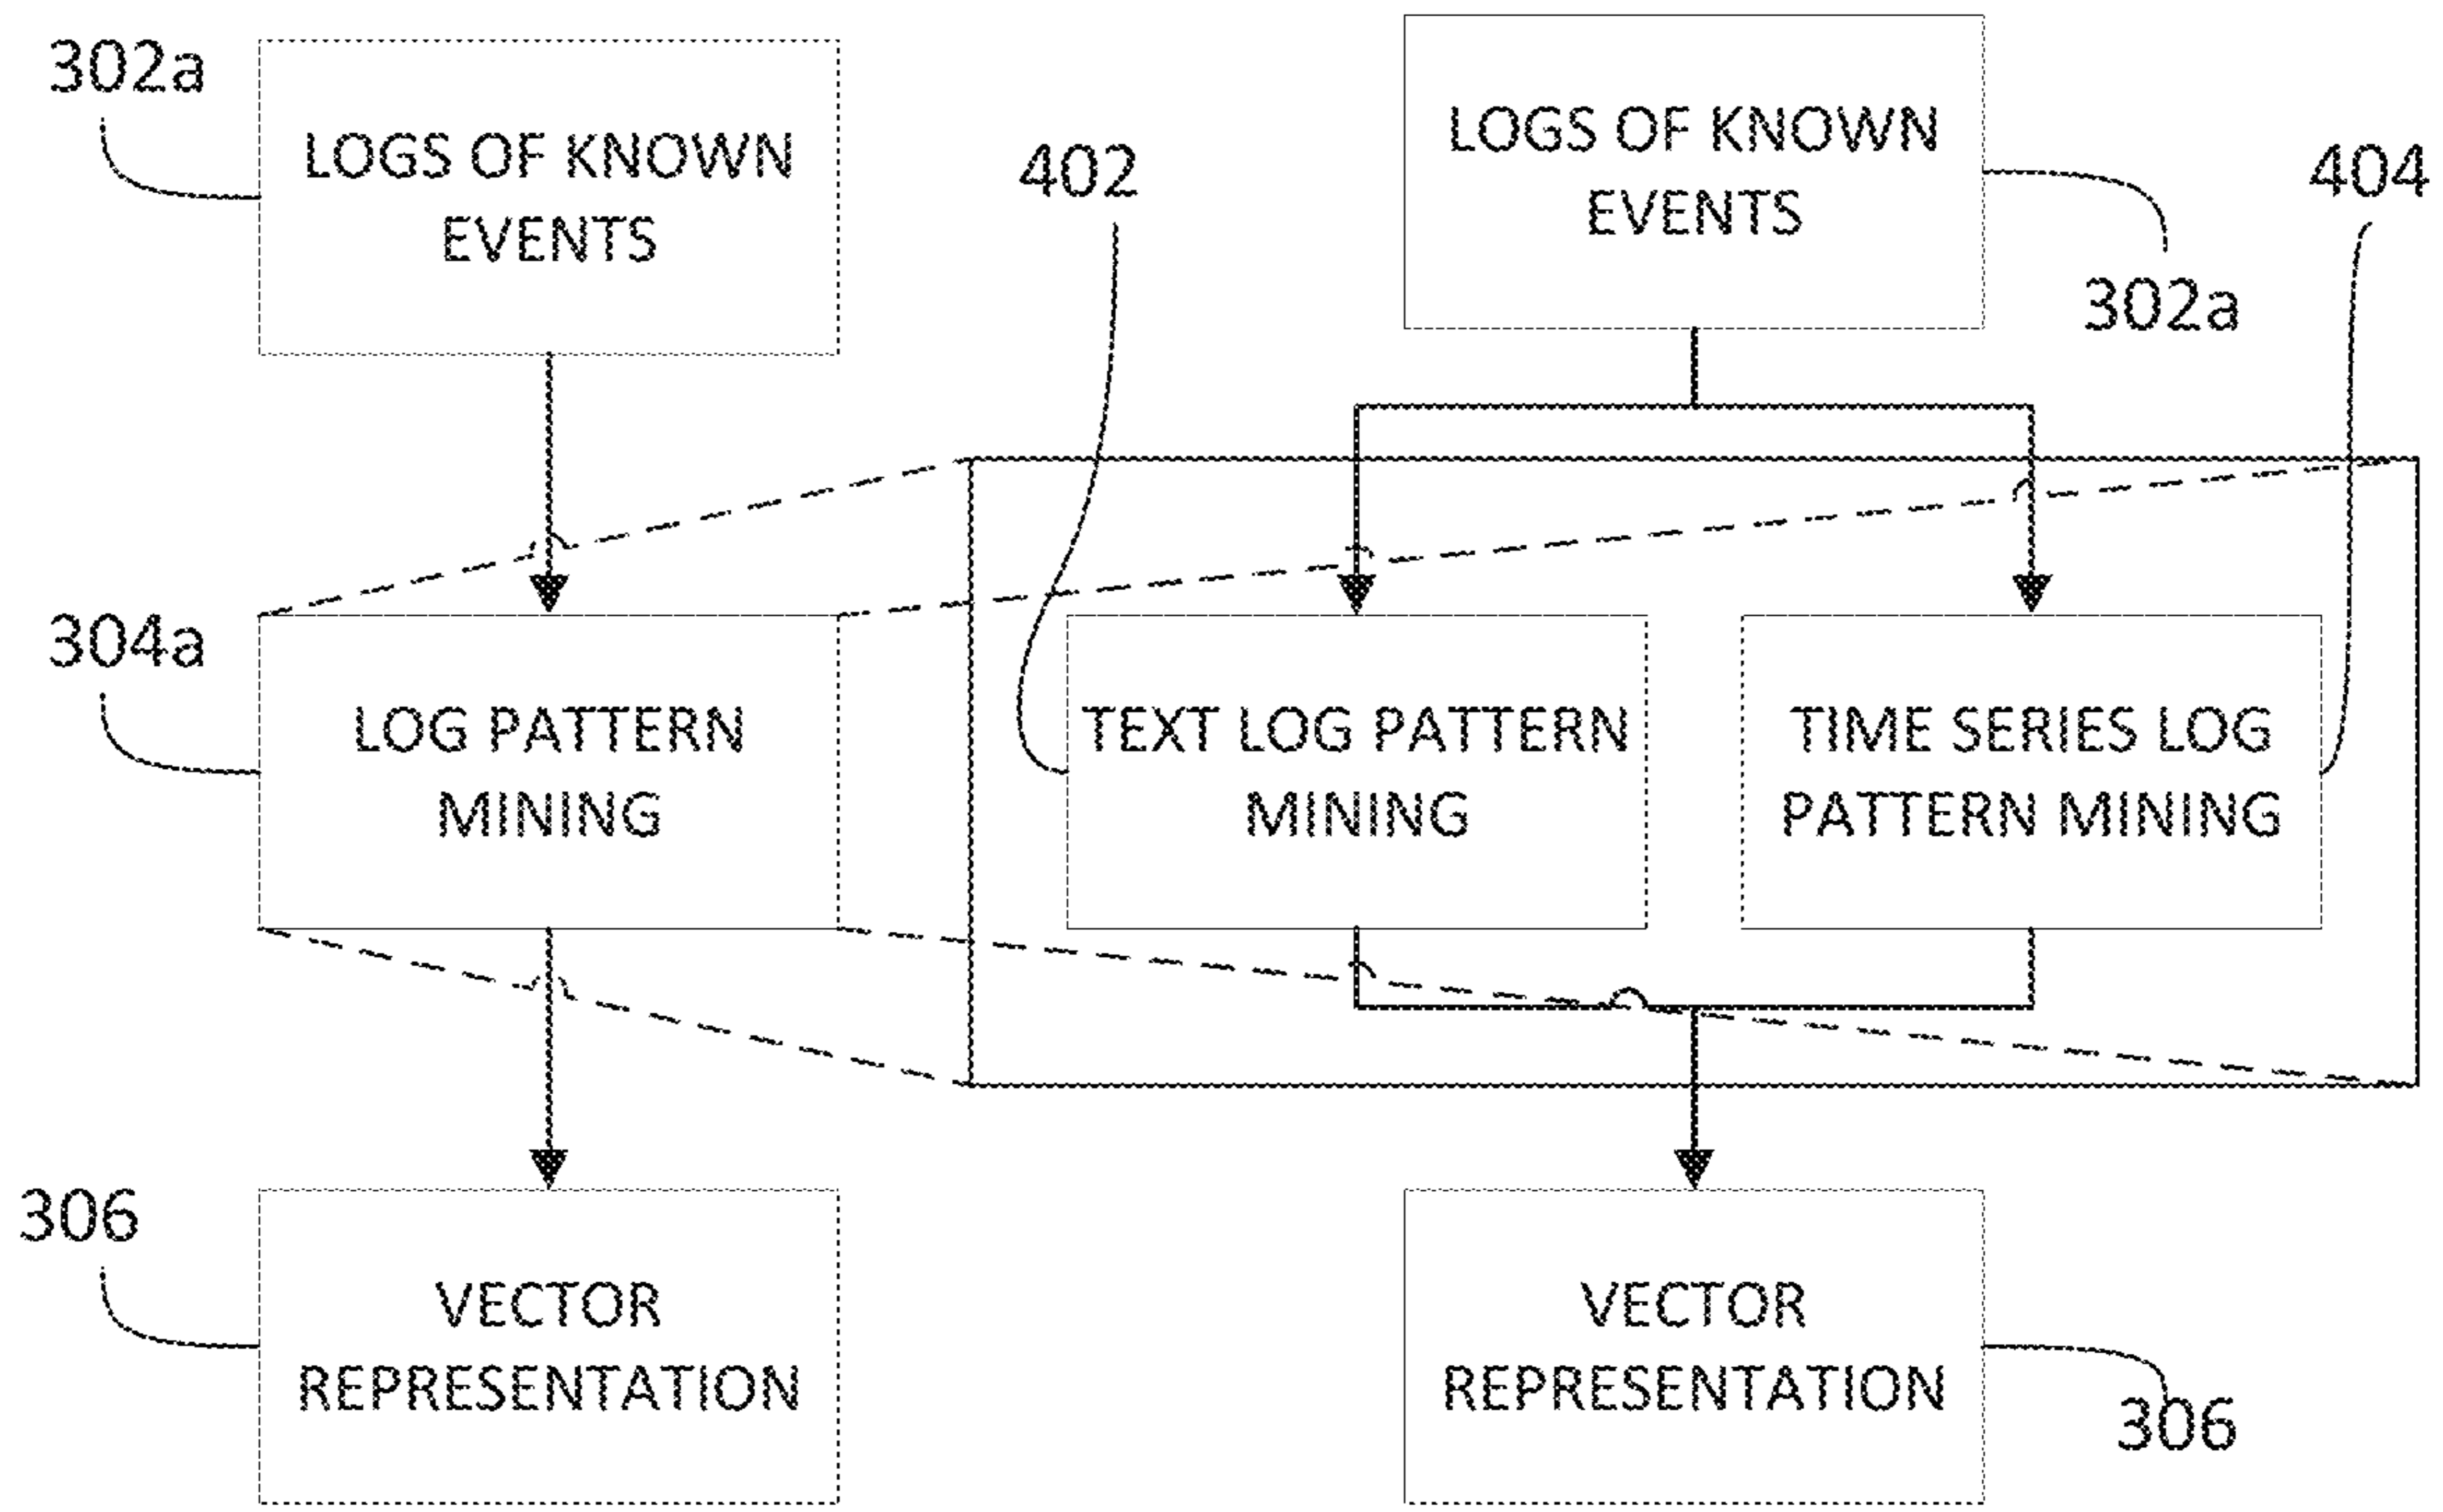 302a
LOGS OF KNOWN
EVENTS
LOGS OF KNOWN
EVENTS
302a
402
404
304a
LOG PATTERN
MINING
TEXT LOG PATTERN
MINING
TIME SERIES LOG
PATTERN MINING
306
VECTOR
REPRESENTATION
VECTOR
REPRESENTATION
306